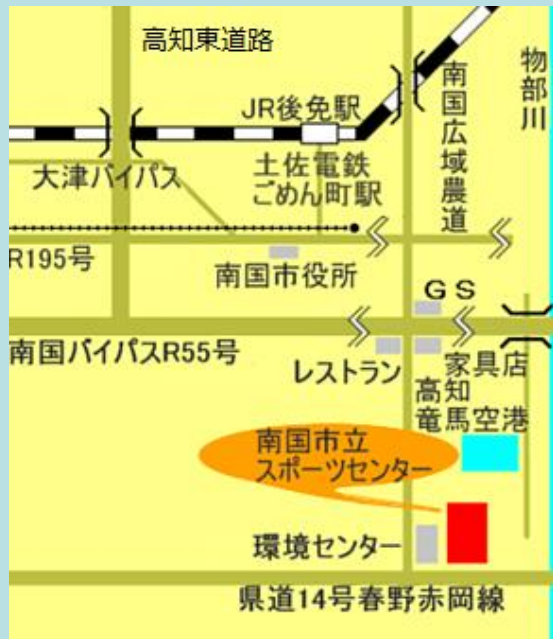 高知東道路
物部川
南国広域農道
JR後免駅
土佐電鉄
ごめん町駅
大津バイパス
R195号
南国市役所
GS
南国バイパスR55号
レストラン
家具店
高知
竜馬空港
南国市立
スポーツセンター
環境センター
県道14号春野赤岡線